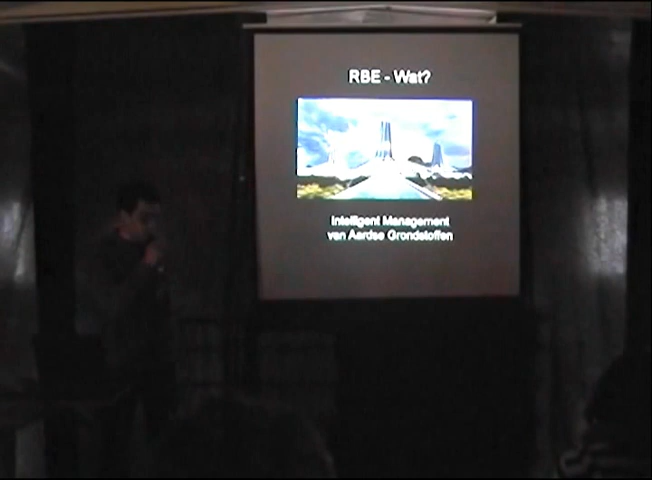 RBE - Wat?
Intelligent Management
van Aardse Grondstoffen